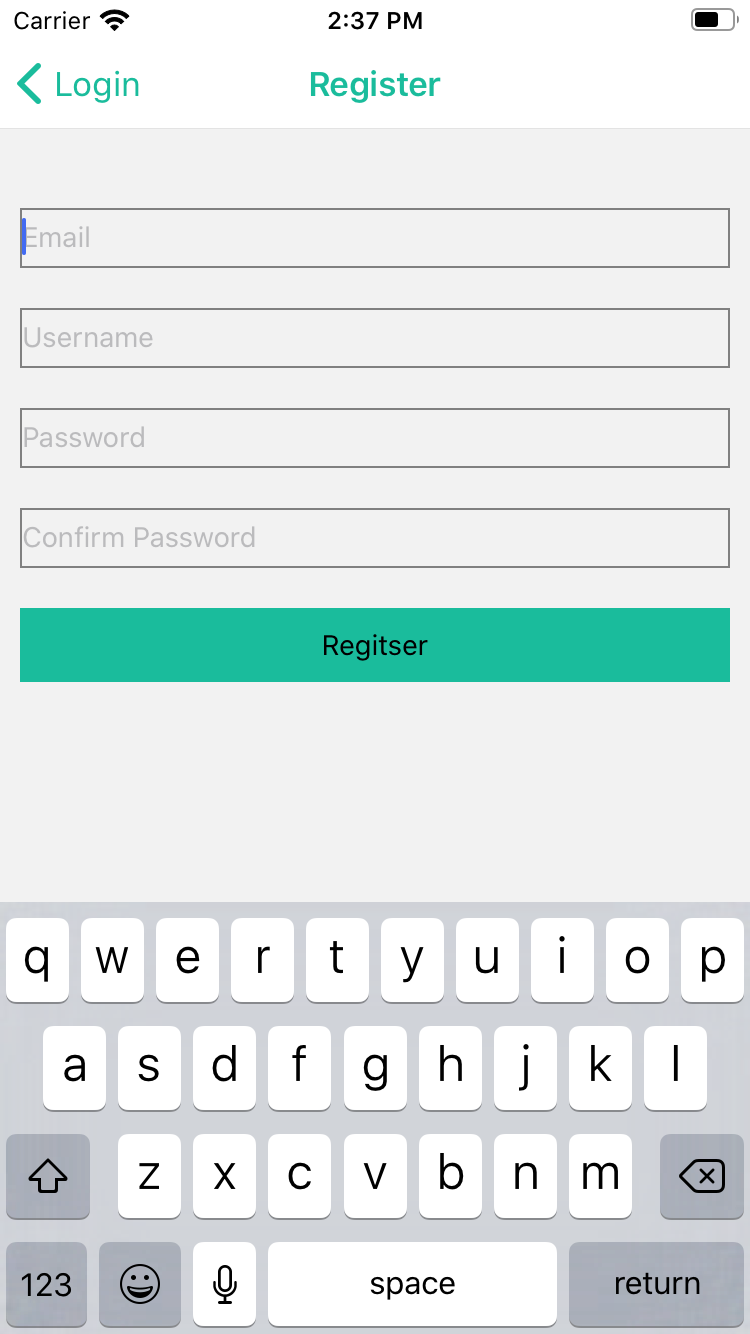 Carrier 2:37 PM
Login Register
Email
Username
Password
Confirm Password
Regitser
q w e r t y u i o p
a s d f g h j k l
z x c v b n m
123 space return